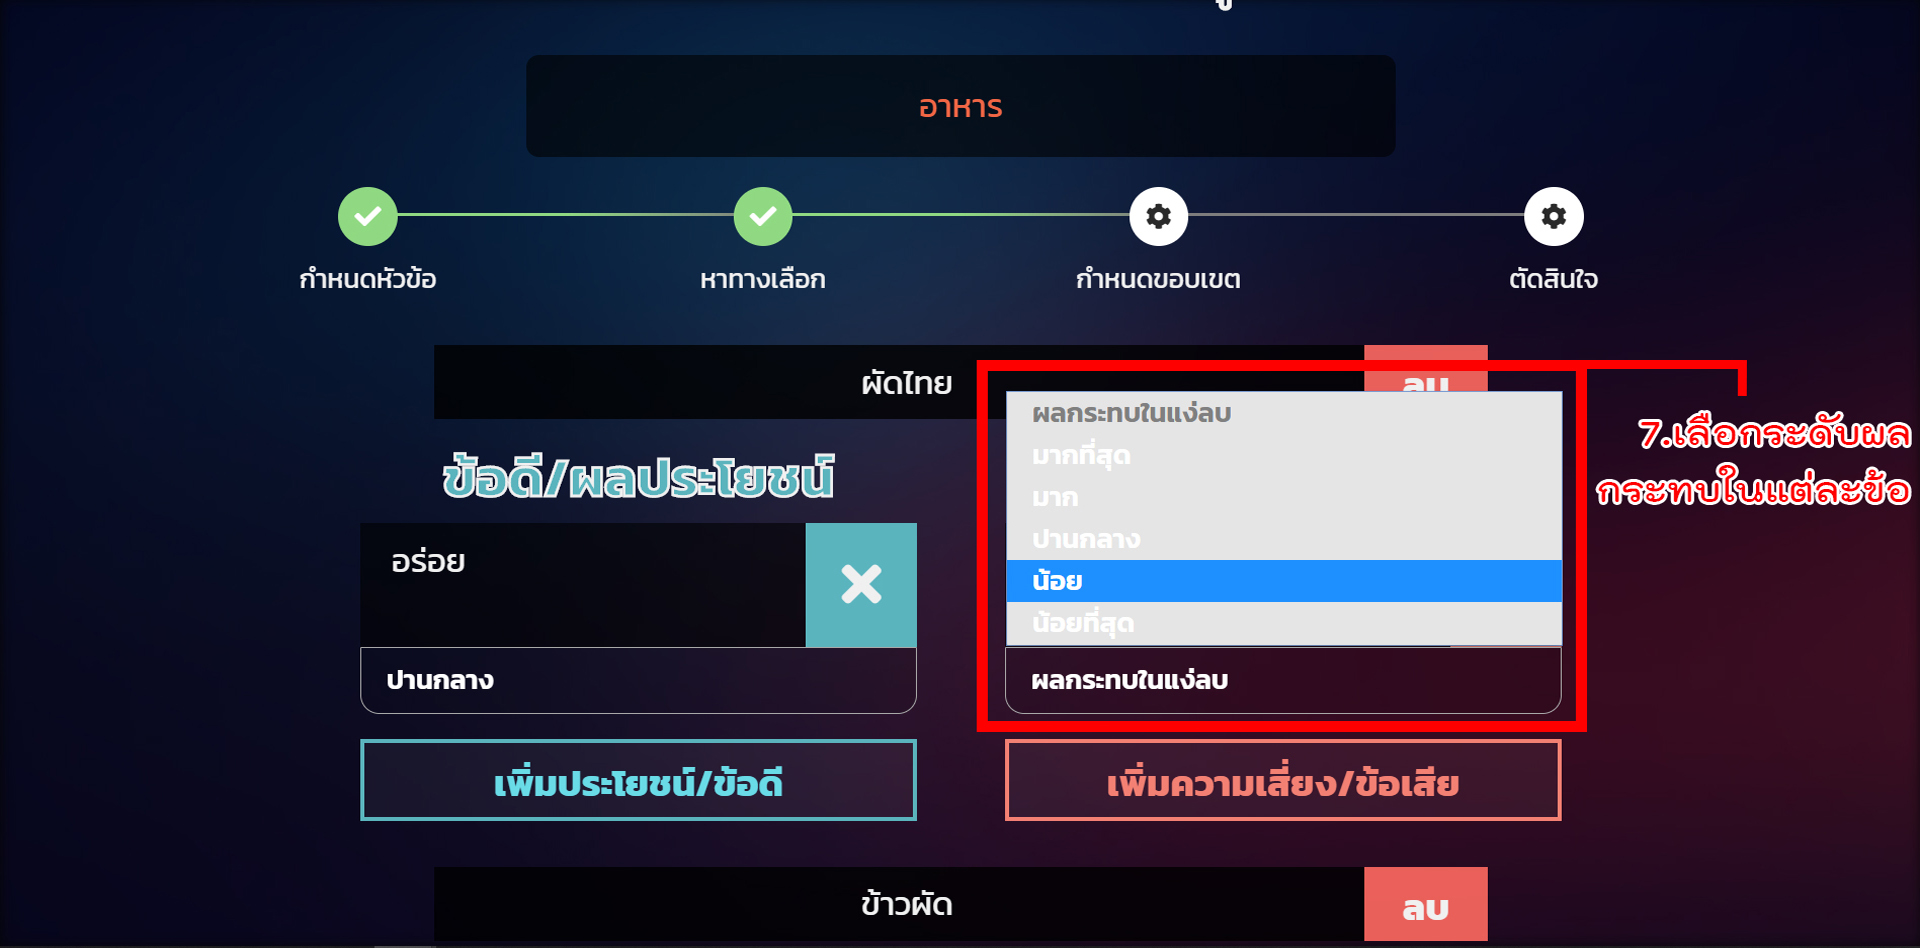 อาหาร
กำหนดหัวข้อ
หาทางเลือก
กำหนดขอบเขต
ตัดสินใจ
ผัดไทย
ลบ
ข้อดี/ผลประโยชน์
อร่อย
ปานกลาง
เพิ่มประโยชน์/ข้อดี
ผลกระทบในแง่ลบ
มากที่สุด
มาก
ปานกลาง
น้อย
น้อยที่สุด
ผลกระทบในแง่ลบ
เพิ่มความเสี่ยง/ข้อเสีย
7.เลือกระดับผล
กระทบในแต่ละข้อ
ข้าวผัด
ลบ